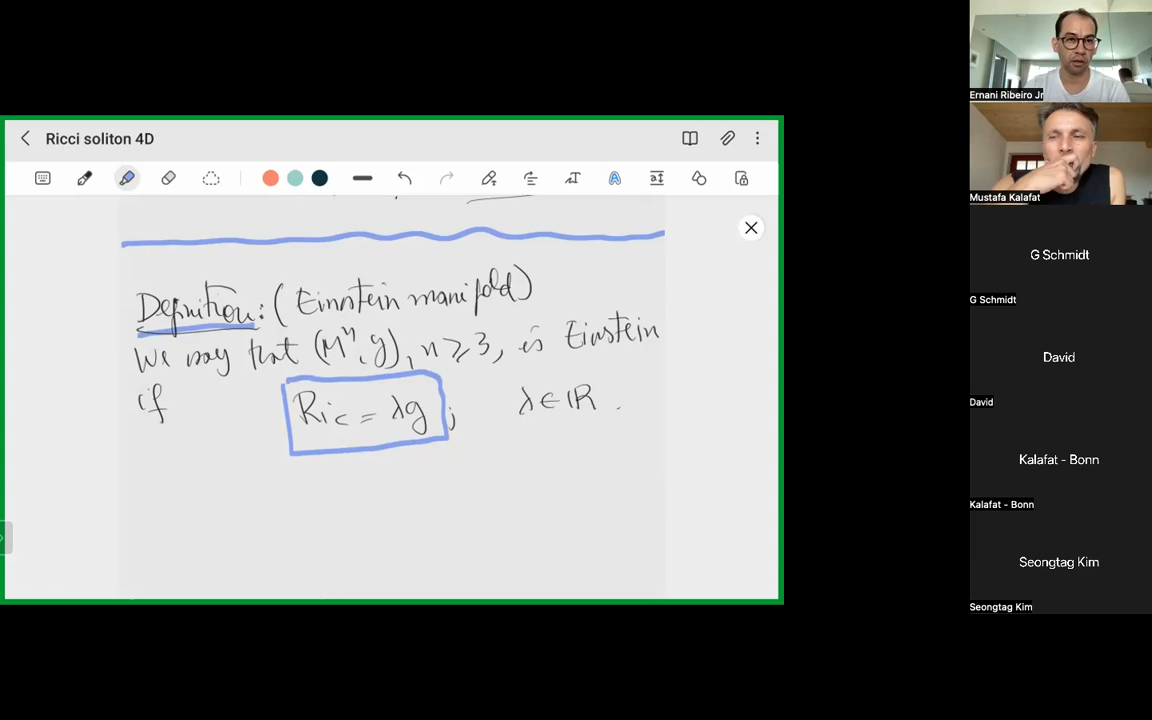 Ricci soliton 4D
Definition: (Einstein manifold)
We say that (Mⁿ, g), n ≥ 3, is Einstein
if Ric = λg ; λ ∈ ℝ .
Ernani Ribeiro Jr
Mustafa Kalafat
G Schmidt
G Schmidt
David
David
Kalafat - Bonn
Kalafat - Bonn
Seongtag Kim
Seongtag Kim